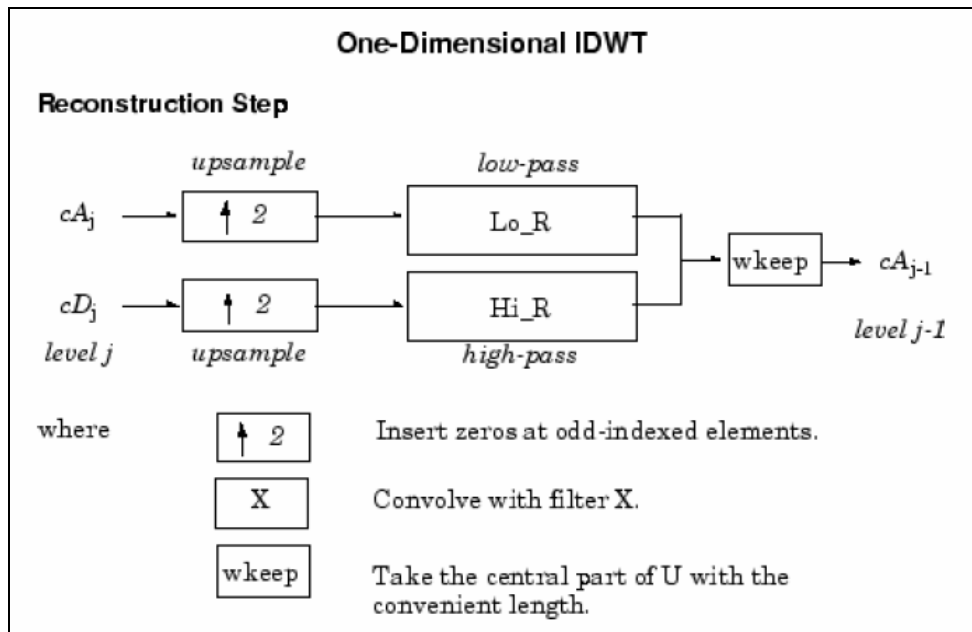 One-Dimensional IDWT
Reconstruction Step
upsample
low-pass
cAj
2
Lo_R
wkeep
cAj-1
cDj
2
Hi_R
level j
upsample
high-pass
level j-1
where
2
Insert zeros at odd-indexed elements.
X
Convolve with filter X.
wkeep
Take the central part of U with the
convenient length.